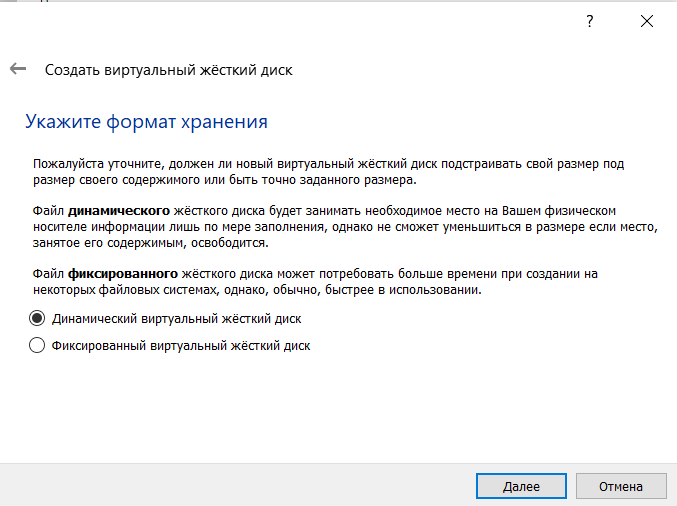 ?
Создать виртуальный жёсткий диск
Укажите формат хранения
Пожалуйста уточните, должен ли новый виртуальный жёсткий диск подстраивать свой размер под
размер своего содержимого или быть точно заданного размера.
Файл динамического жёсткого диска будет занимать необходимое место на Вашем физическом
носителе информации лишь по мере заполнения, однако не сможет уменьшиться в размере если место,
занятое его содержимым, освободится.
Файл фиксированного жёсткого диска может потребовать больше времени при создании на
некоторых файловых системах, однако, обычно, быстрее в использовании.
Динамический виртуальный жёсткий диск
Фиксированный виртуальный жёсткий диск
Далее Отмена